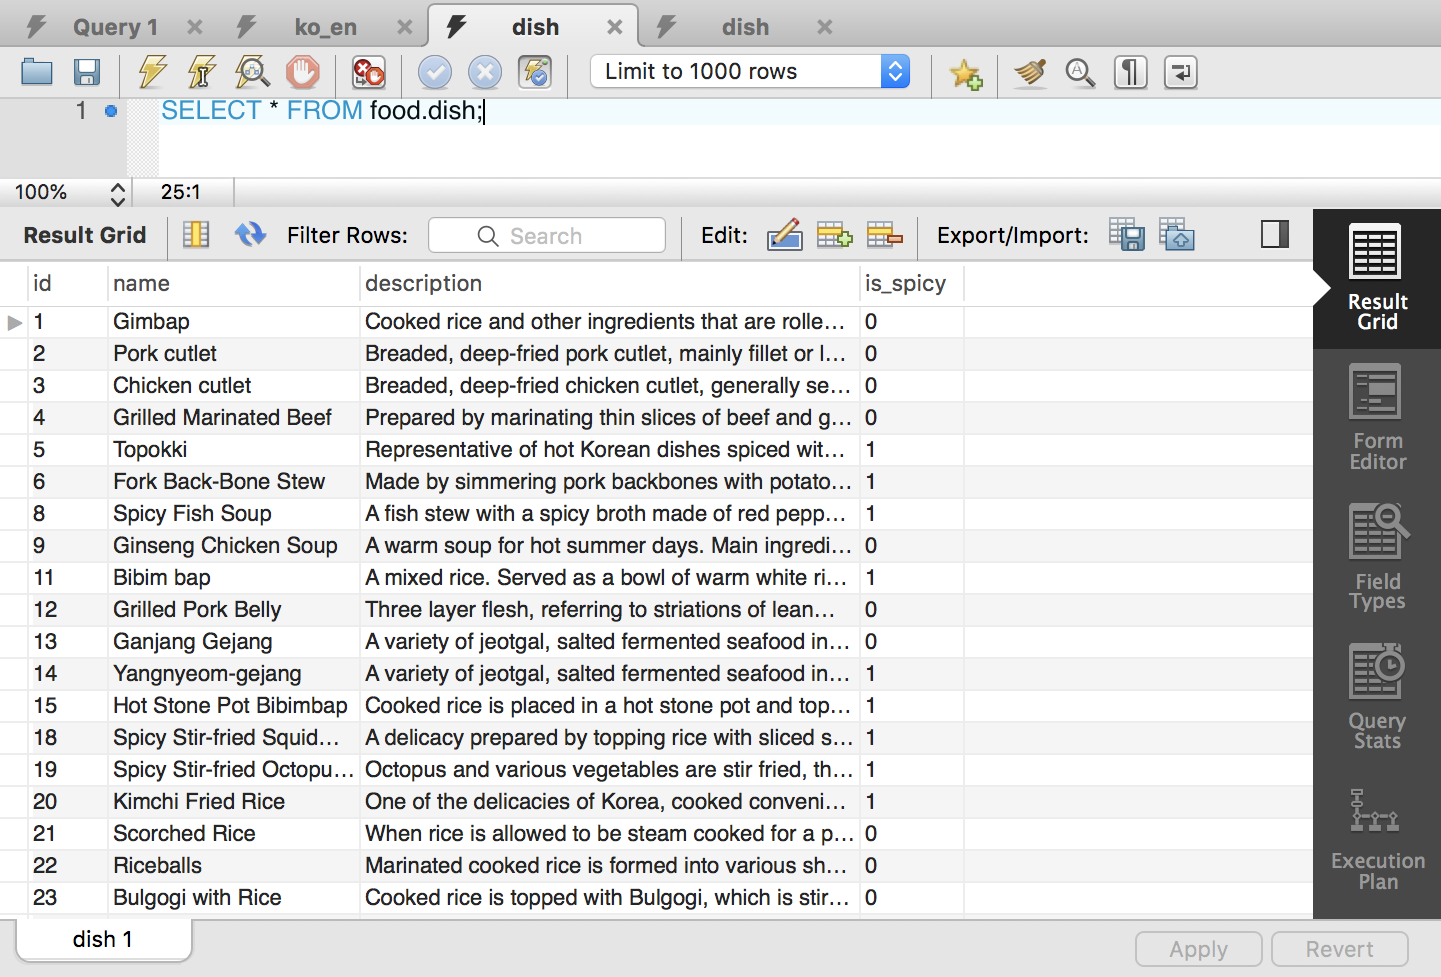 Query 1 ko_en dish dish
Limit to 1000 rows
1 SELECT * FROM food.dish;
100% 25:1
Result Grid Filter Rows: Search Edit: Export/Import:
id name description is_spicy
1 Gimbap Cooked rice and other ingredients that are rolle... 0
2 Pork cutlet Breaded, deep-fried pork cutlet, mainly fillet or l... 0
3 Chicken cutlet Breaded, deep-fried chicken cutlet, generally se... 0
4 Grilled Marinated Beef Prepared by marinating thin slices of beef and g... 0
5 Topokki Representative of hot Korean dishes spiced wit... 1
6 Fork Back-Bone Stew Made by simmering pork backbones with potato... 1
8 Spicy Fish Soup A fish stew with a spicy broth made of red pepp... 1
9 Ginseng Chicken Soup A warm soup for hot summer days. Main ingredi... 0
11 Bibim bap A mixed rice. Served as a bowl of warm white ri... 1
12 Grilled Pork Belly Three layer flesh, referring to striations of lean... 0
13 Ganjang Gejang A variety of jeotgal, salted fermented seafood in... 0
14 Yangnyeom-gejang A variety of jeotgal, salted fermented seafood in... 1
15 Hot Stone Pot Bibimbap Cooked rice is placed in a hot stone pot and top... 1
18 Spicy Stir-fried Squid... A delicacy prepared by topping rice with sliced s... 1
19 Spicy Stir-fried Octopu... Octopus and various vegetables are stir fried, th... 1
20 Kimchi Fried Rice One of the delicacies of Korea, cooked conveni... 1
21 Scorched Rice When rice is allowed to be steam cooked for a p... 0
22 Riceballs Marinated cooked rice is formed into various sh... 0
23 Bulgogi with Rice Cooked rice is topped with Bulgogi, which is stir... 0
Result
Grid
Form
Editor
Field
Types
Query
Stats
Execution
Plan
dish 1
Apply Revert